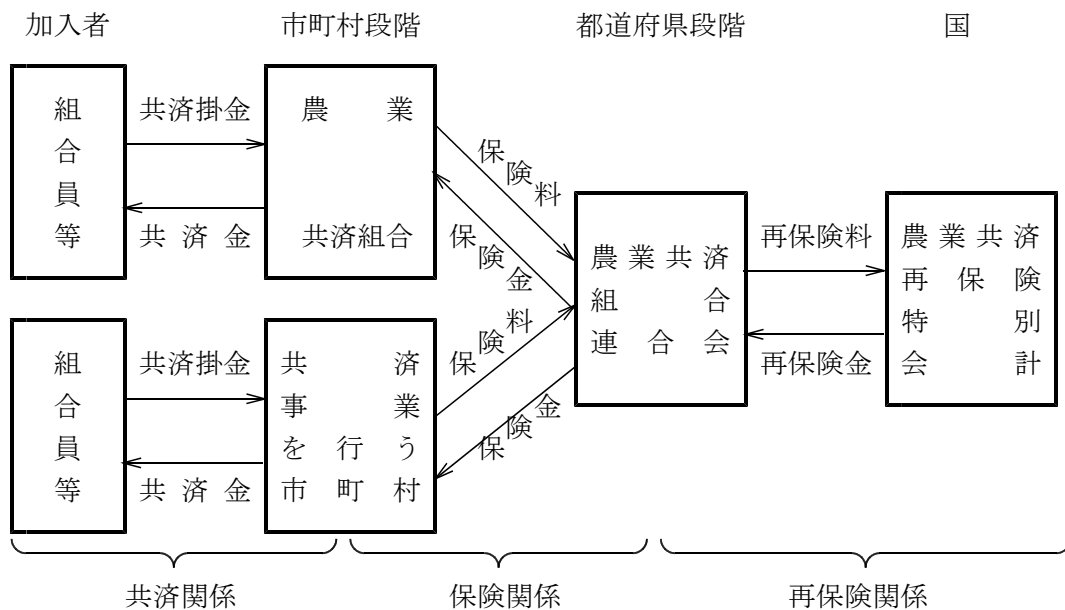 加入者 市町村段階 都道府県段階 国
組合員等
共済掛金
共済金
農業
共済組合
保険料
保険金
組合員等
共済掛金
共済金
共済
事業
を行う
市町村
保険料
保険金
農業共済
組合
連合会
再保険料
再保険金
農業共済
再保険
特別
会計
共済関係 保険関係 再保険関係